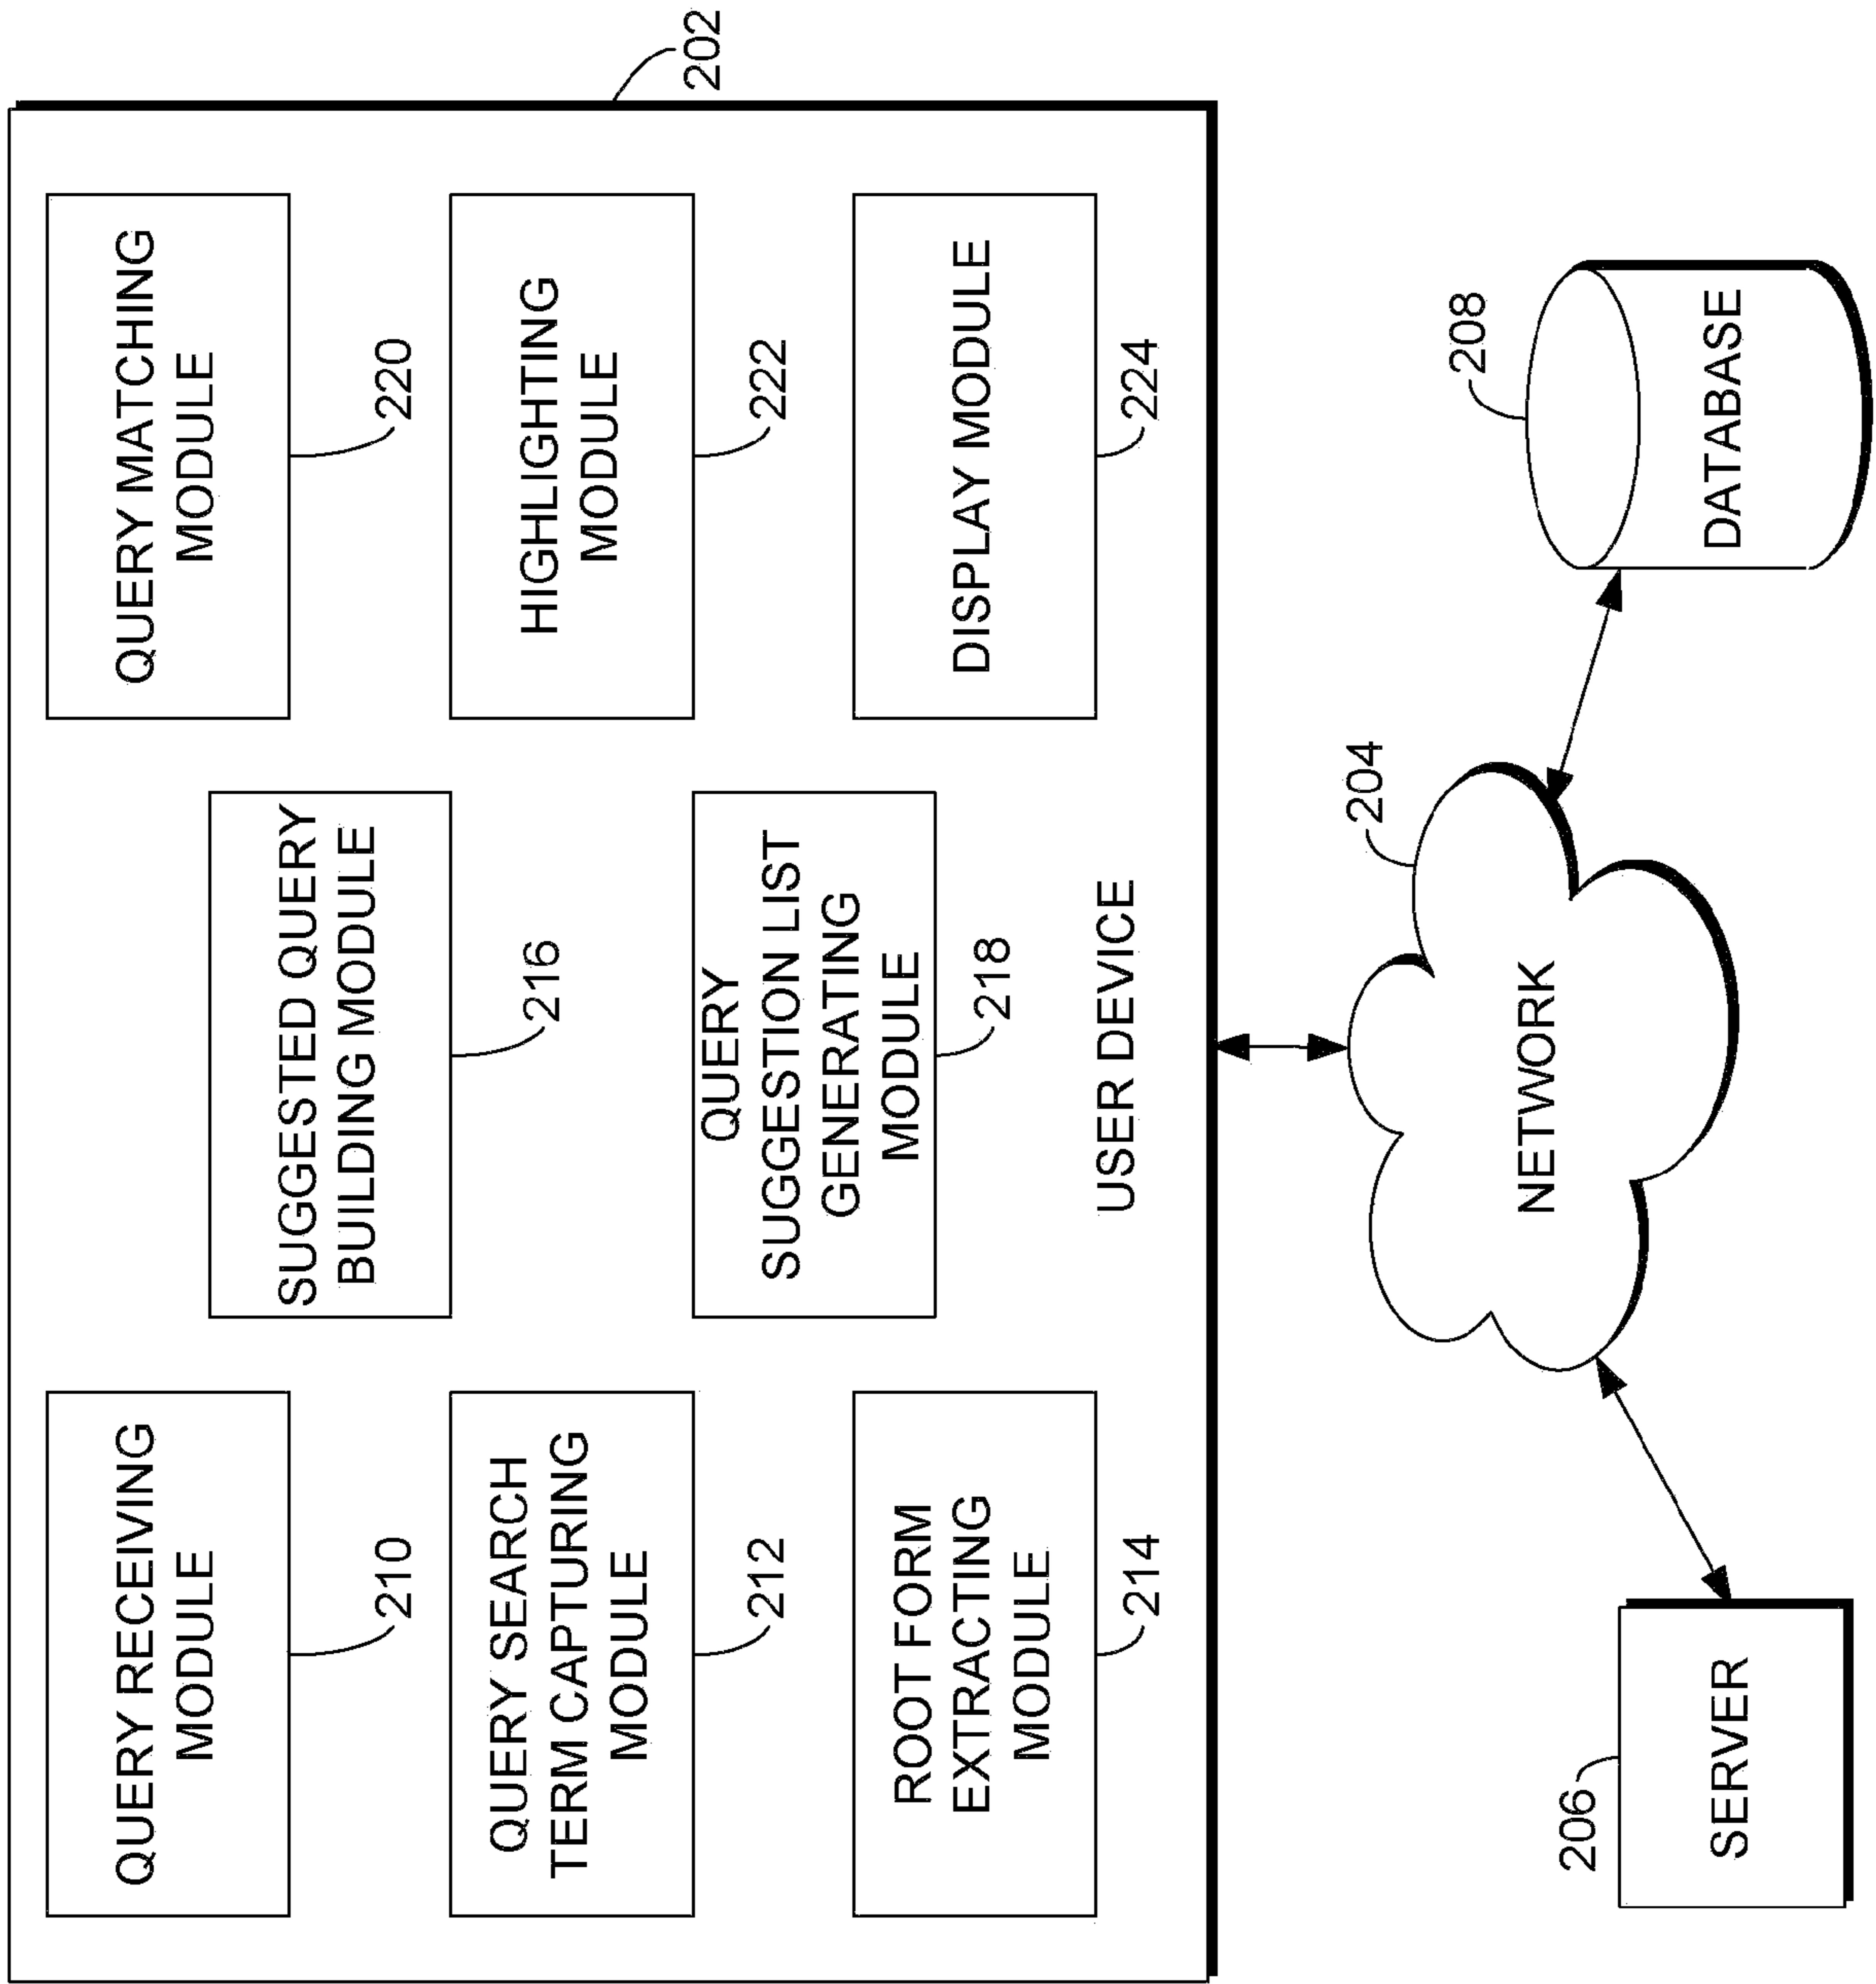 202
QUERY RECEIVING
MODULE
210
QUERY SEARCH
TERM CAPTURING
MODULE
212
ROOT FORM
EXTRACTING
MODULE
214
SUGGESTED QUERY
BUILDING MODULE
216
QUERY
SUGGESTION LIST
GENERATING
MODULE
218
QUERY MATCHING
MODULE
220
HIGHLIGHTING
MODULE
222
DISPLAY MODULE
224
USER DEVICE
204
NETWORK
206
SERVER
208
DATABASE